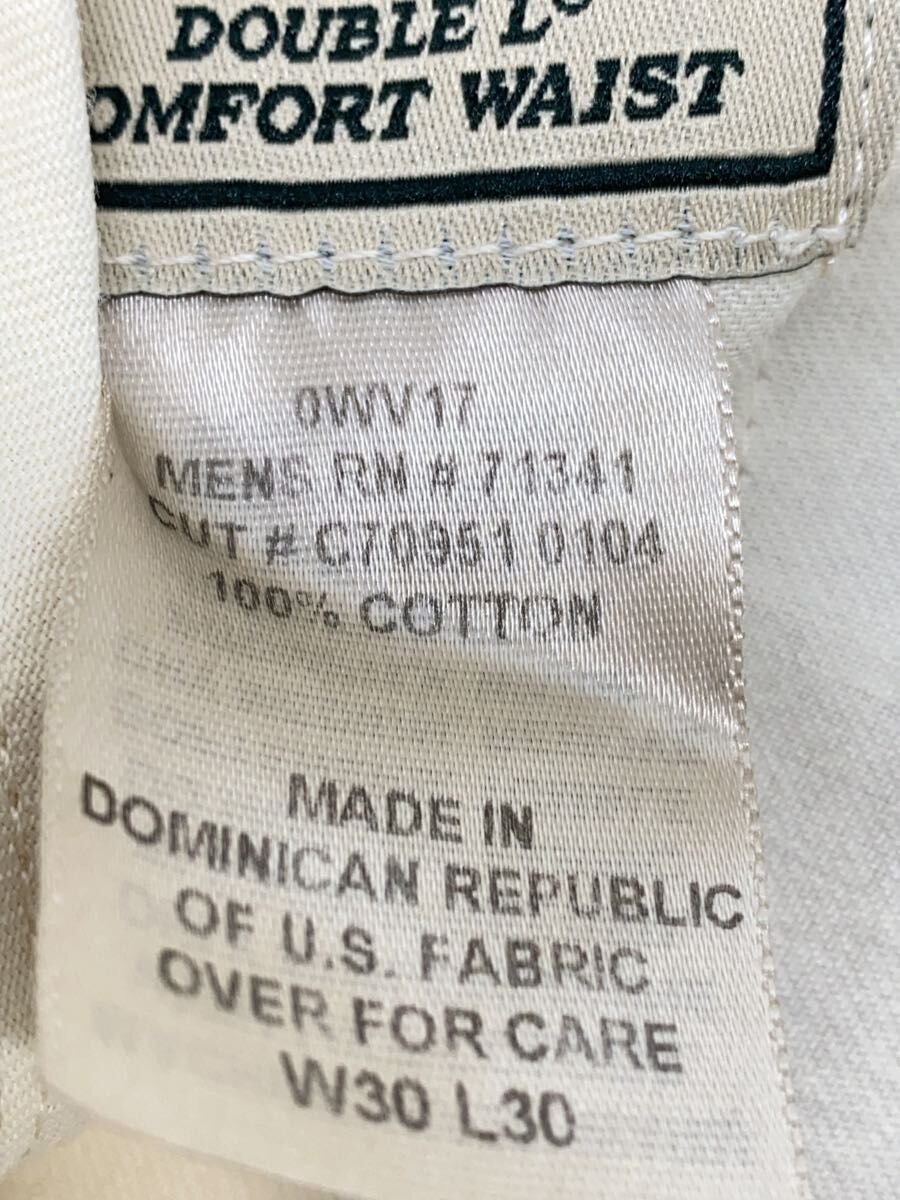 DOUBLE L®
OMFORT WAIST
0WV17
MENS RN # 71341
CUT # C70951 0104
100% COTTON
MADE IN
DOMINICAN REPUBLIC
OF U.S. FABRIC
OVER FOR CARE
W30 L30